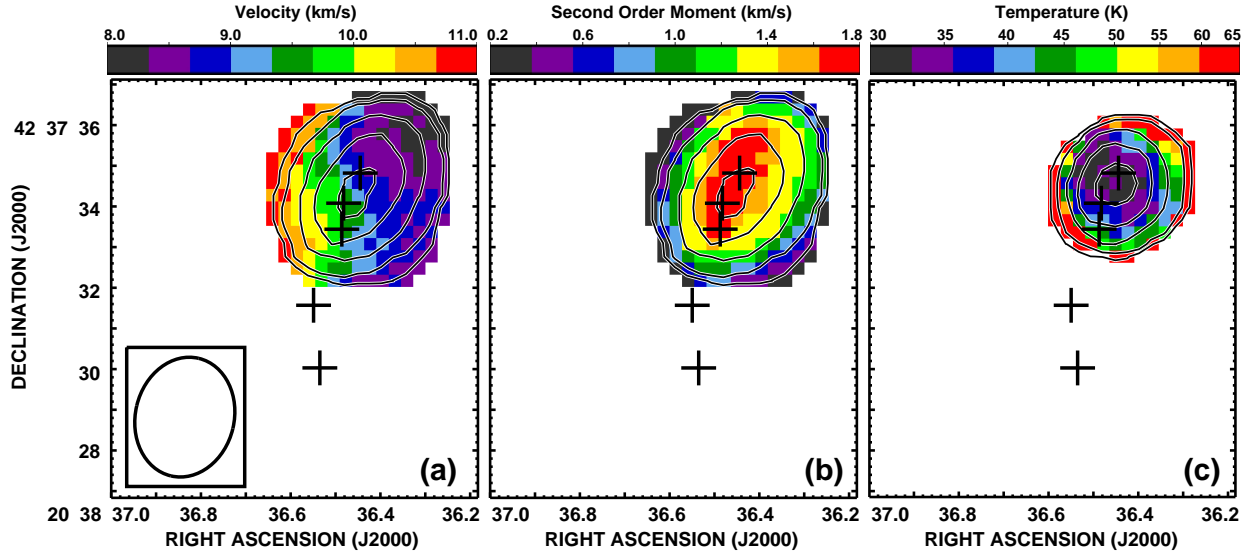 Velocity (km/s) Second Order Moment (km/s) Temperature (K)
8.0 9.0 10.0 11.0 0.2 0.6 1.0 1.4 1.8 30 35 40 45 50 55 60 65
42 37 36
34
32
30
28
20 38
DECLINATION (J2000)
(a) (b) (c)
37.0 36.8 36.6 36.4 36.2 37.0 36.8 36.6 36.4 36.2 37.0 36.8 36.6 36.4 36.2
RIGHT ASCENSION (J2000) RIGHT ASCENSION (J2000) RIGHT ASCENSION (J2000)